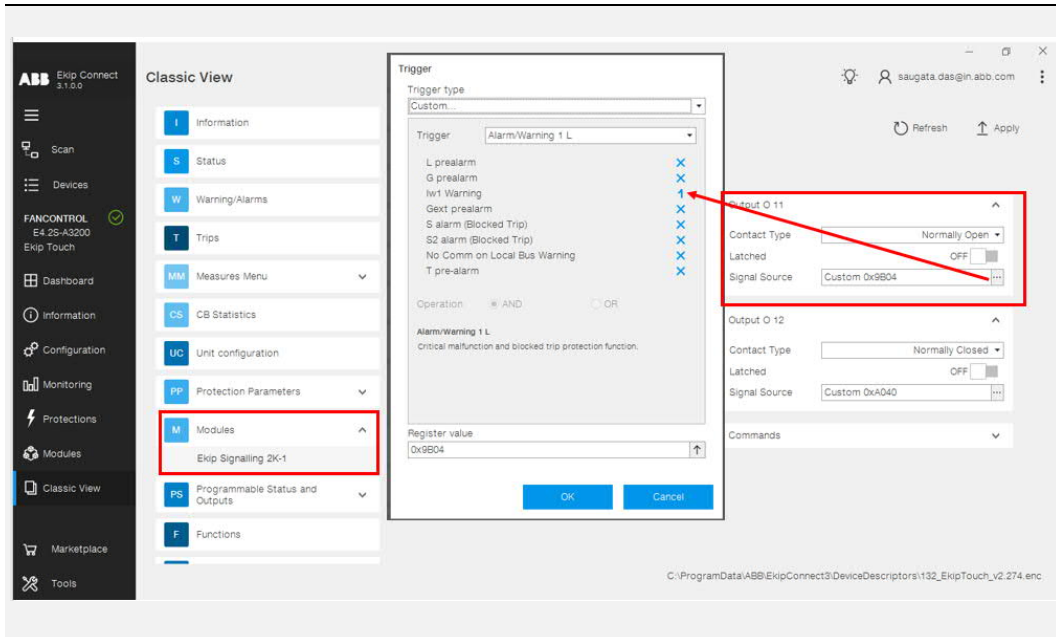 ABB Ekip Connect
3.1.0.0
Scan
Devices
FANCONTROL
E4.2S-A3200
Ekip Touch
Dashboard
Information
Configuration
Monitoring
Protections
Modules
Classic View
Marketplace
Tools
Classic View
I Information
S Status
W Warning/Alarms
T Trips
MM Measures Menu
CS CB Statistics
UC Unit configuration
PP Protection Parameters
M Modules
Ekip Signalling 2K-1
PS Programmable Status and
Outputs
F Functions
Trigger
Trigger type
Custom...
Trigger Alarm/Warning 1 L
L prealarm X
G prealarm X
Iw1 Warning 1
Gext prealarm X
S alarm (Blocked Trip) X
S2 alarm (Blocked Trip) X
No Comm on Local Bus Warning X
T pre-alarm X
Operation AND OR
Alarm/Warning 1 L
Critical malfunction and blocked trip protection function.
Register value
0x9B04
OK Cancel
saugata.das@in.abb.com
Refresh Apply
Output O 11
Contact Type Normally Open
Latched OFF
Signal Source Custom 0x9B04 ...
Output O 12
Contact Type Normally Closed
Latched OFF
Signal Source Custom 0xA040 ...
Commands
C:\ProgramData\ABB\EkipConnect3\DeviceDescriptors\132_EkipTouch_v2.274.enc